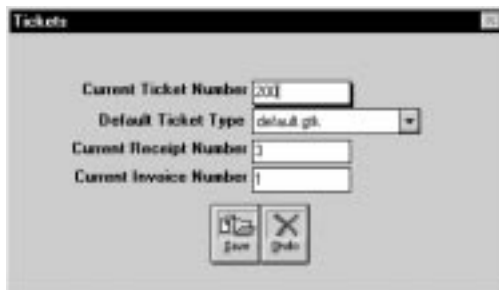 Tickets
Current Ticket Number 200
Default Ticket Type default.gtk
Current Receipt Number 3
Current Invoice Number 1
Save Undo